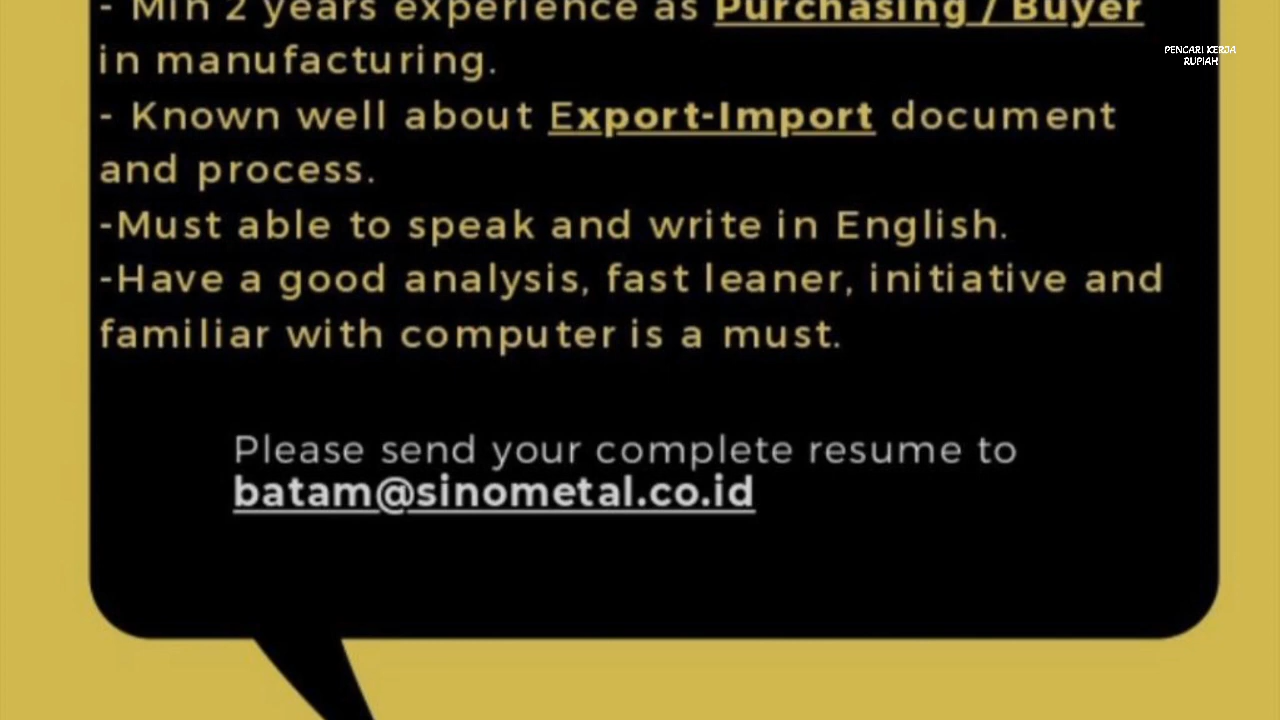 - Min 2 years experience as Purchasing / Buyer
in manufacturing.
- Known well about Export-Import document
and process.
-Must able to speak and write in English.
-Have a good analysis, fast leaner, initiative and
familiar with computer is a must.
Please send your complete resume to
batam@sinometal.co.id
PENCARI KERJA
RUPIAH